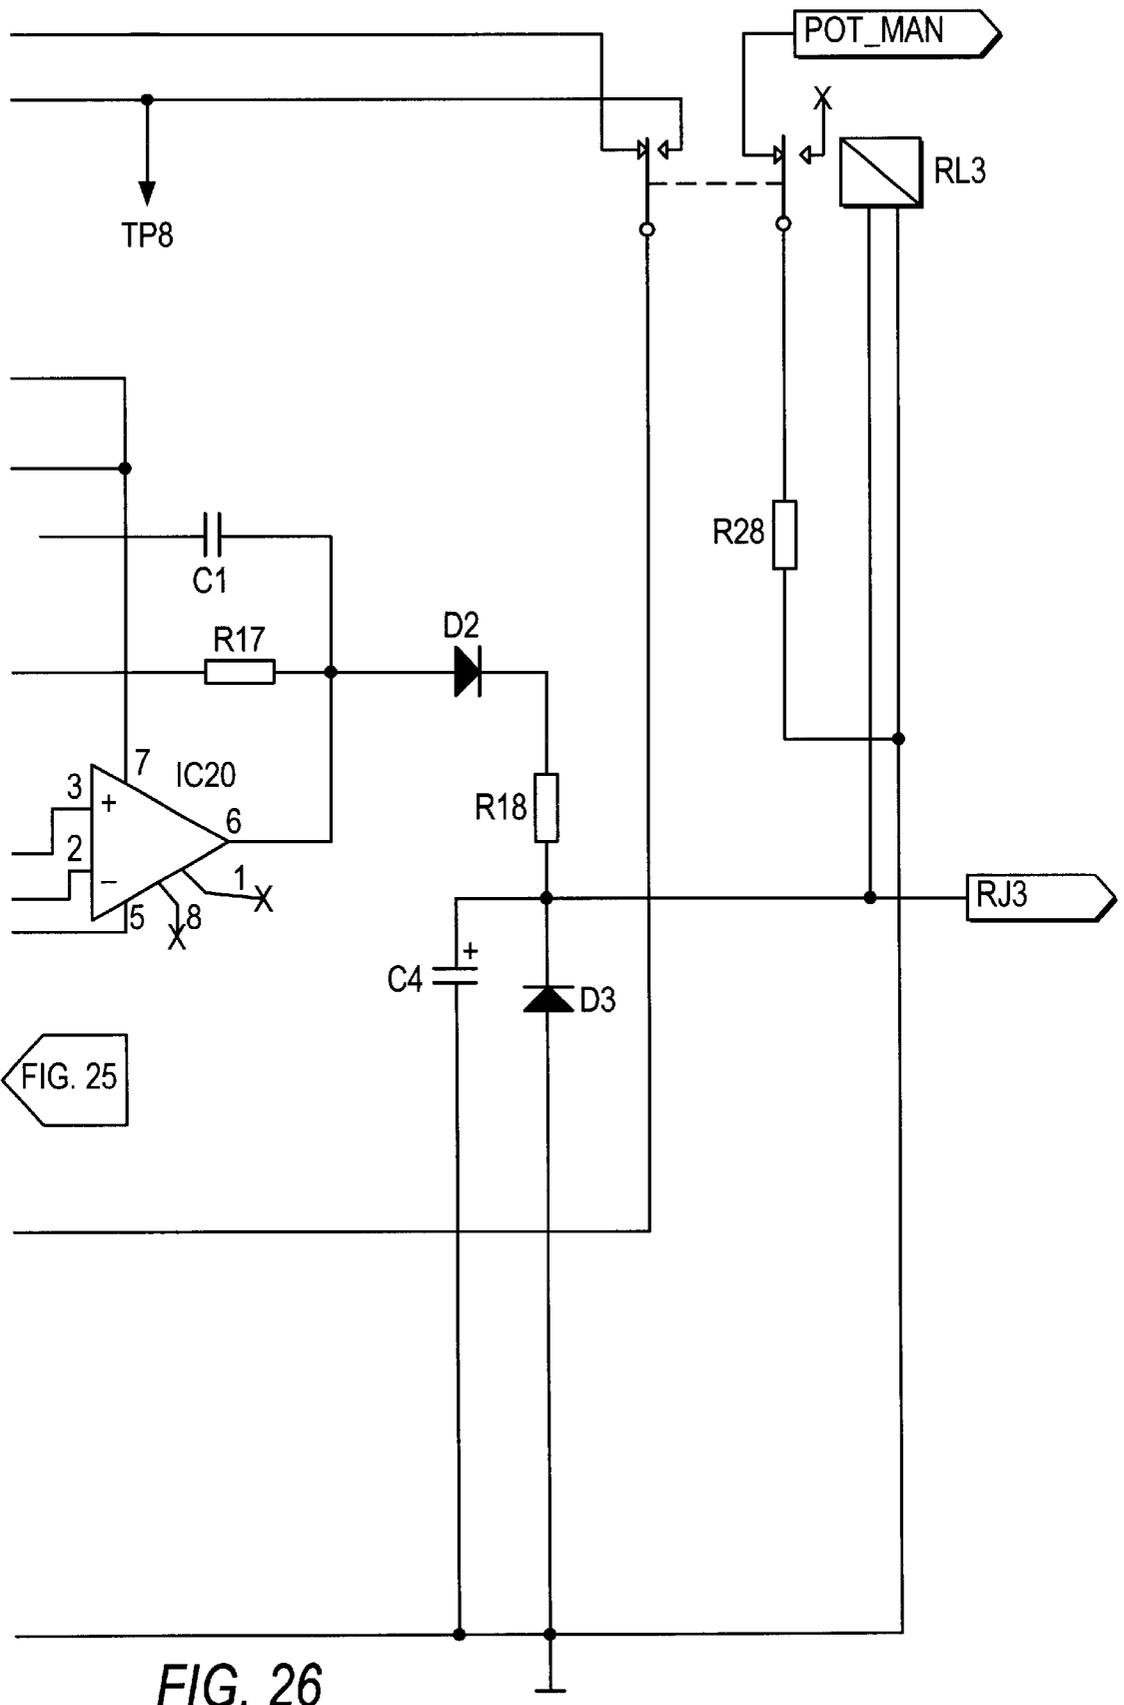 POT_MAN
X
RL3
TP8
R28
C1
D2
R17
7
IC20
3
+
6
R18
2
–
1
X
5
8
X
RJ3
+
C4
D3
FIG. 25
FIG. 26